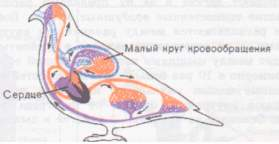 Малый круг кровообращения
Сердце